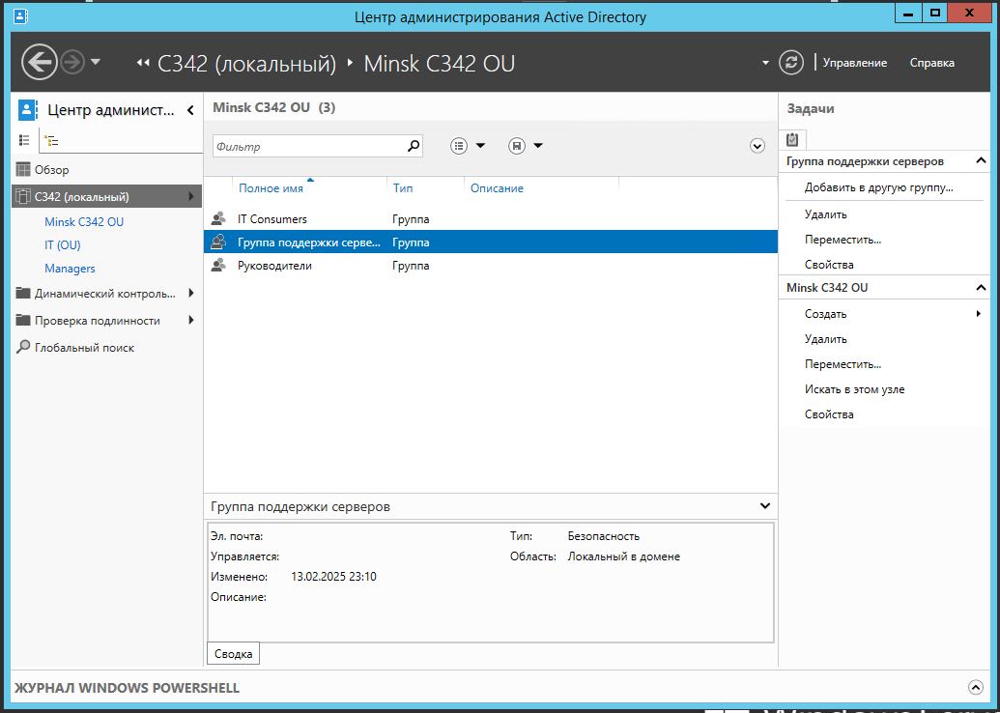 Центр администрирования Active Directory
C342 (локальный) Minsk C342 OU
Управление
Справка
Центр админист...
Обзор
C342 (локальный)
Minsk C342 OU
IT (OU)
Managers
Динамический контроль...
Проверка подлинности
Глобальный поиск
Minsk C342 OU (3)
Фильтр
Полное имя Тип Описание
IT Consumers Группа
Группа поддержки серве... Группа
Руководители Группа
Группа поддержки серверов
Эл. почта: Тип: Безопасность
Управляется: Область: Локальный в домене
Изменено: 13.02.2025 23:10
Описание:
Сводка
Задачи
Группа поддержки серверов
Добавить в другую группу...
Удалить
Переместить...
Свойства
Minsk C342 OU
Создать
Удалить
Переместить...
Искать в этом узле
Свойства
ЖУРНАЛ WINDOWS POWERSHELL